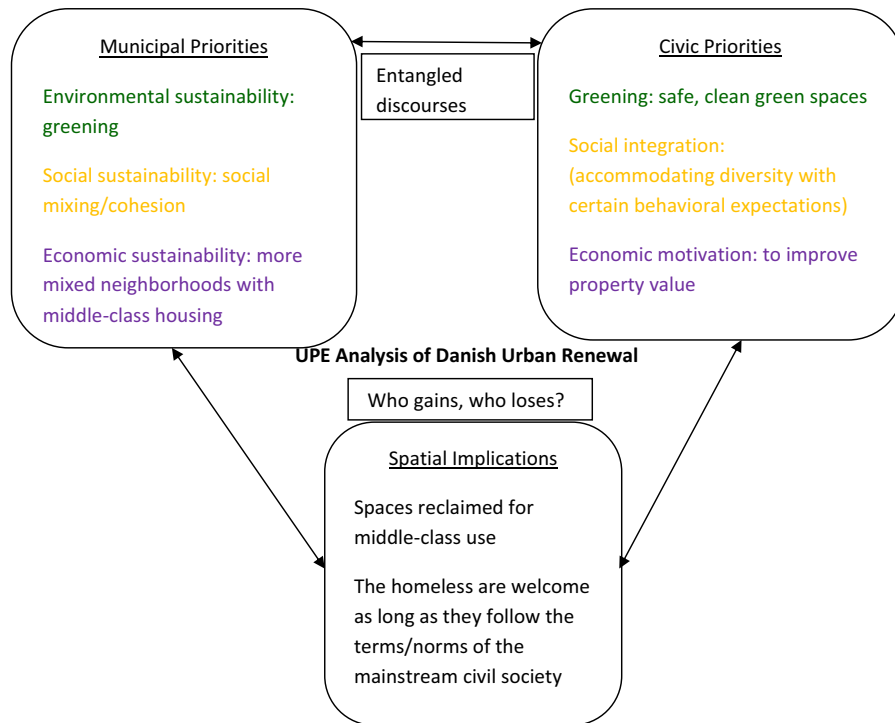 Municipal Priorities
Environmental sustainability:
greening
Social sustainability: social
mixing/cohesion
Economic sustainability: more
mixed neighborhoods with
middle-class housing
Entangled
discourses
Civic Priorities
Greening: safe, clean green spaces
Social integration:
(accommodating diversity with
certain behavioral expectations)
Economic motivation: to improve
property value
UPE Analysis of Danish Urban Renewal
Who gains, who loses?
Spatial Implications
Spaces reclaimed for
middle-class use
The homeless are welcome
as long as they follow the
terms/norms of the
mainstream civil society